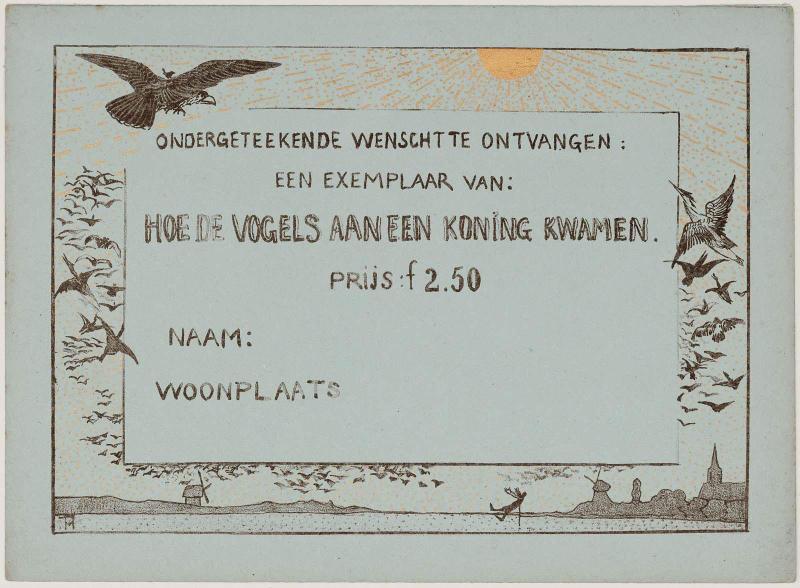 ONDERGETEEKENDE WENSCHTTE ONTVANGEN:
EEN EXEMPLAAR VAN:
HOE DE VOGELS AAN EEN KONING KWAMEN.
PRIJS: f 2.50
NAAM:
WOONPLAATS